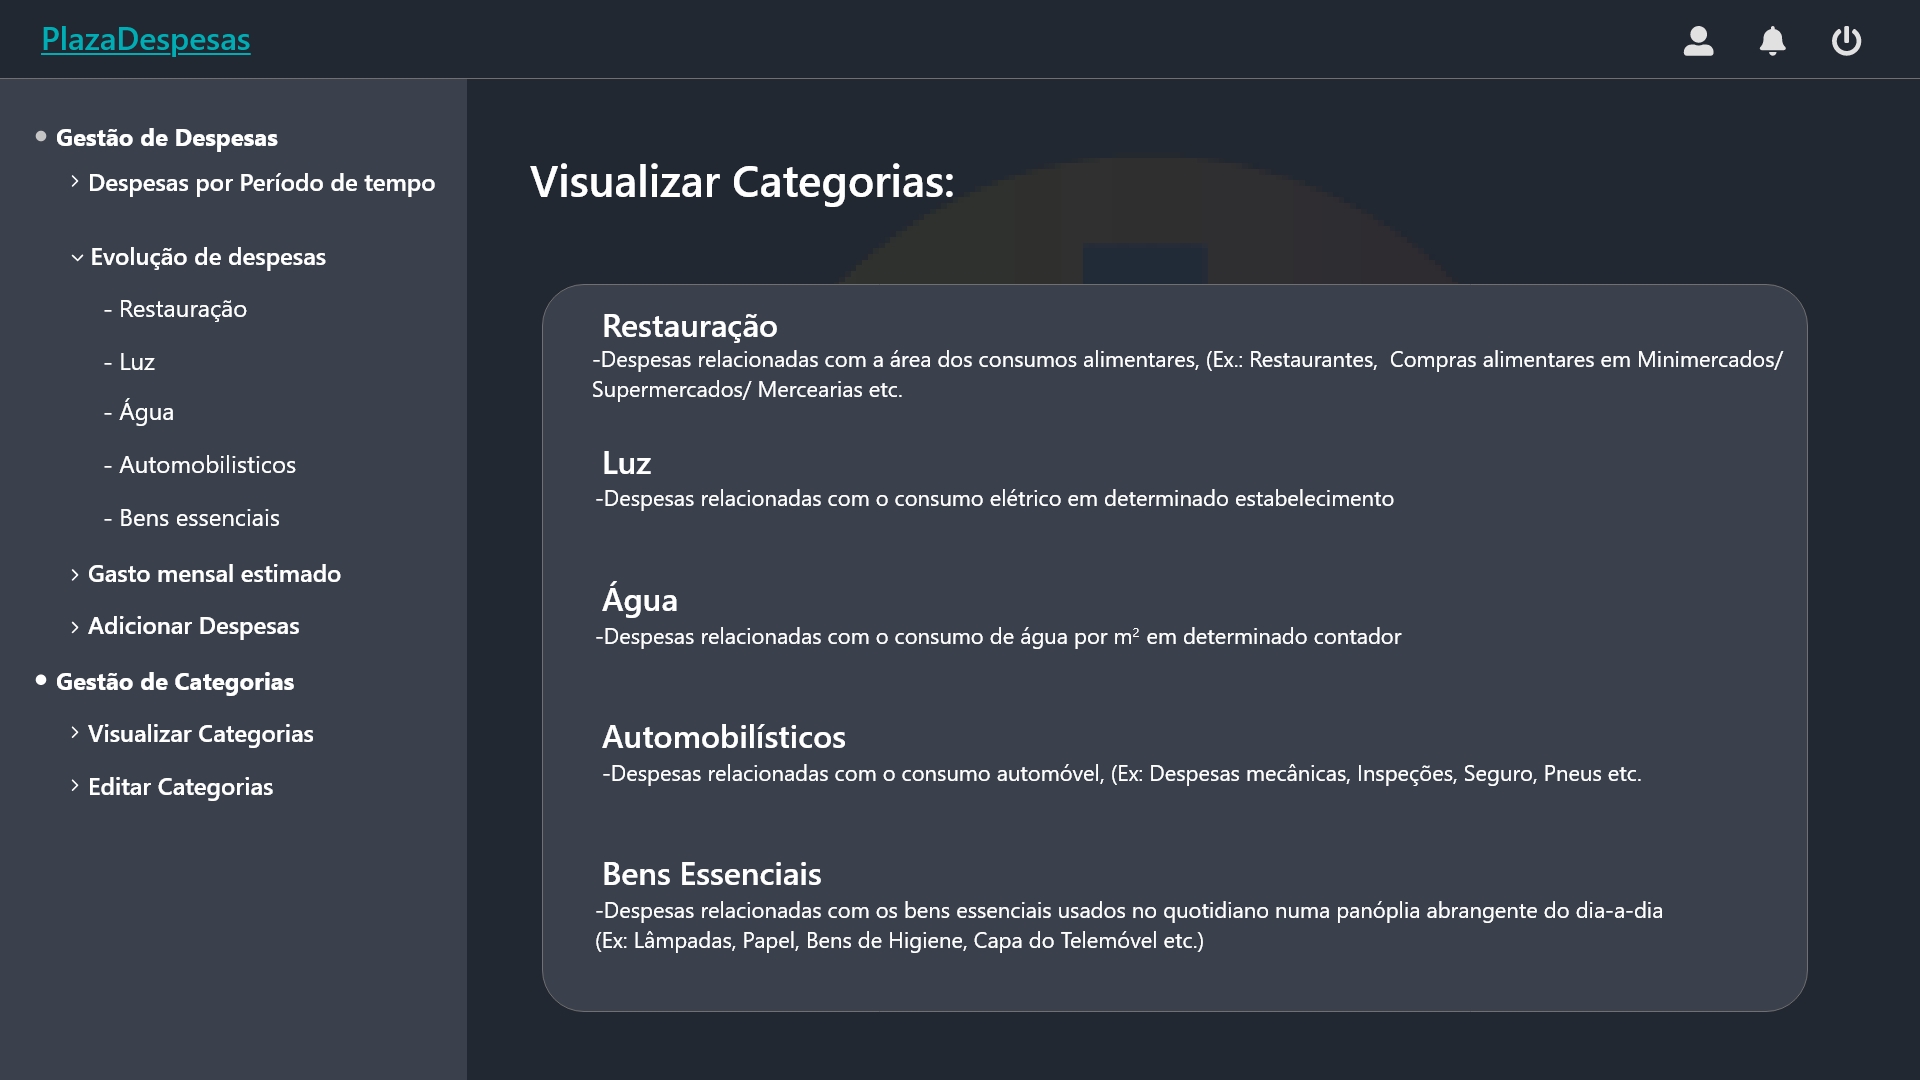 PlazaDespesas
Gestão de Despesas
Despesas por Período de tempo
Evolução de despesas
- Restauração
- Luz
- Água
- Automobilisticos
- Bens essenciais
Gasto mensal estimado
Adicionar Despesas
Gestão de Categorias
Visualizar Categorias
Editar Categorias
Visualizar Categorias:
Restauração
-Despesas relacionadas com a área dos consumos alimentares, (Ex.: Restaurantes,  Compras alimentares em Minimercados/
Supermercados/ Mercearias etc.
Luz
-Despesas relacionadas com o consumo elétrico em determinado estabelecimento
Água
-Despesas relacionadas com o consumo de água por m² em determinado contador
Automobilísticos
-Despesas relacionadas com o consumo automóvel, (Ex: Despesas mecânicas, Inspeções, Seguro, Pneus etc.
Bens Essenciais
-Despesas relacionadas com os bens essenciais usados no quotidiano numa panóplia abrangente do dia-a-dia
(Ex: Lâmpadas, Papel, Bens de Higiene, Capa do Telemóvel etc.)